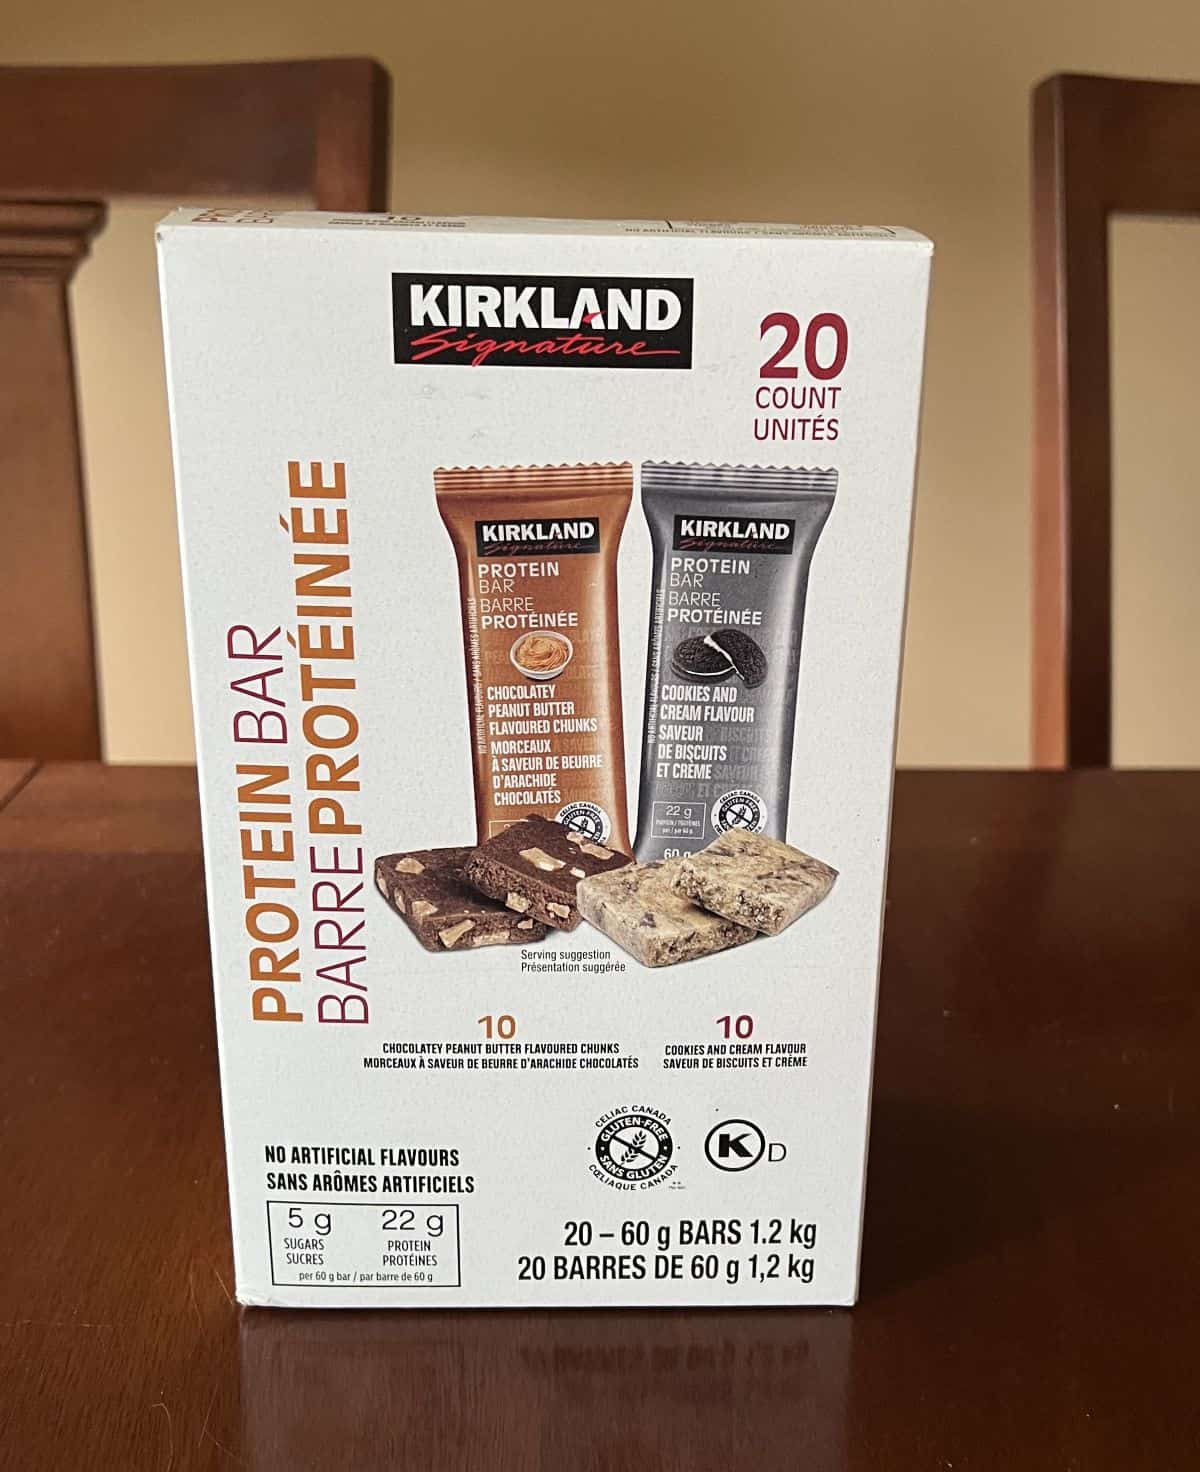 KIRKLAND
Signature
20
COUNT
UNITÉS
PROTEIN BAR
BARRE PROTÉINÉE
KIRKLAND
Signature
PROTEIN
BAR
BARRE
PROTÉINÉE
CHOCOLATEY
PEANUT BUTTER
FLAVOURED CHUNKS
MORCEAUX
À SAVEUR DE BEURRE
D'ARACHIDE
CHOCOLATÉS
KIRKLAND
Signature
PROTEIN
BAR
BARRE
PROTÉINÉE
COOKIES AND
CREAM FLAVOUR
SAVEUR
DE BISCUITS
ET CRÈME
22 g
60 g
Serving suggestion
Présentation suggérée
10
CHOCOLATEY PEANUT BUTTER FLAVOURED CHUNKS
MORCEAUX À SAVEUR DE BEURRE D'ARACHIDE CHOCOLATÉS
10
COOKIES AND CREAM FLAVOUR
SAVEUR DE BISCUITS ET CRÈME
CELIAC CANADA
GLUTEN-FREE
SANS GLUTEN
CŒLIAQUE CANADA
K D
NO ARTIFICIAL FLAVOURS
SANS ARÔMES ARTIFICIELS
5 g
SUGARS
SUCRES
22 g
PROTEIN
PROTÉINES
per 60 g bar / par barre de 60 g
20 – 60 g BARS 1.2 kg
20 BARRES DE 60 g 1,2 kg